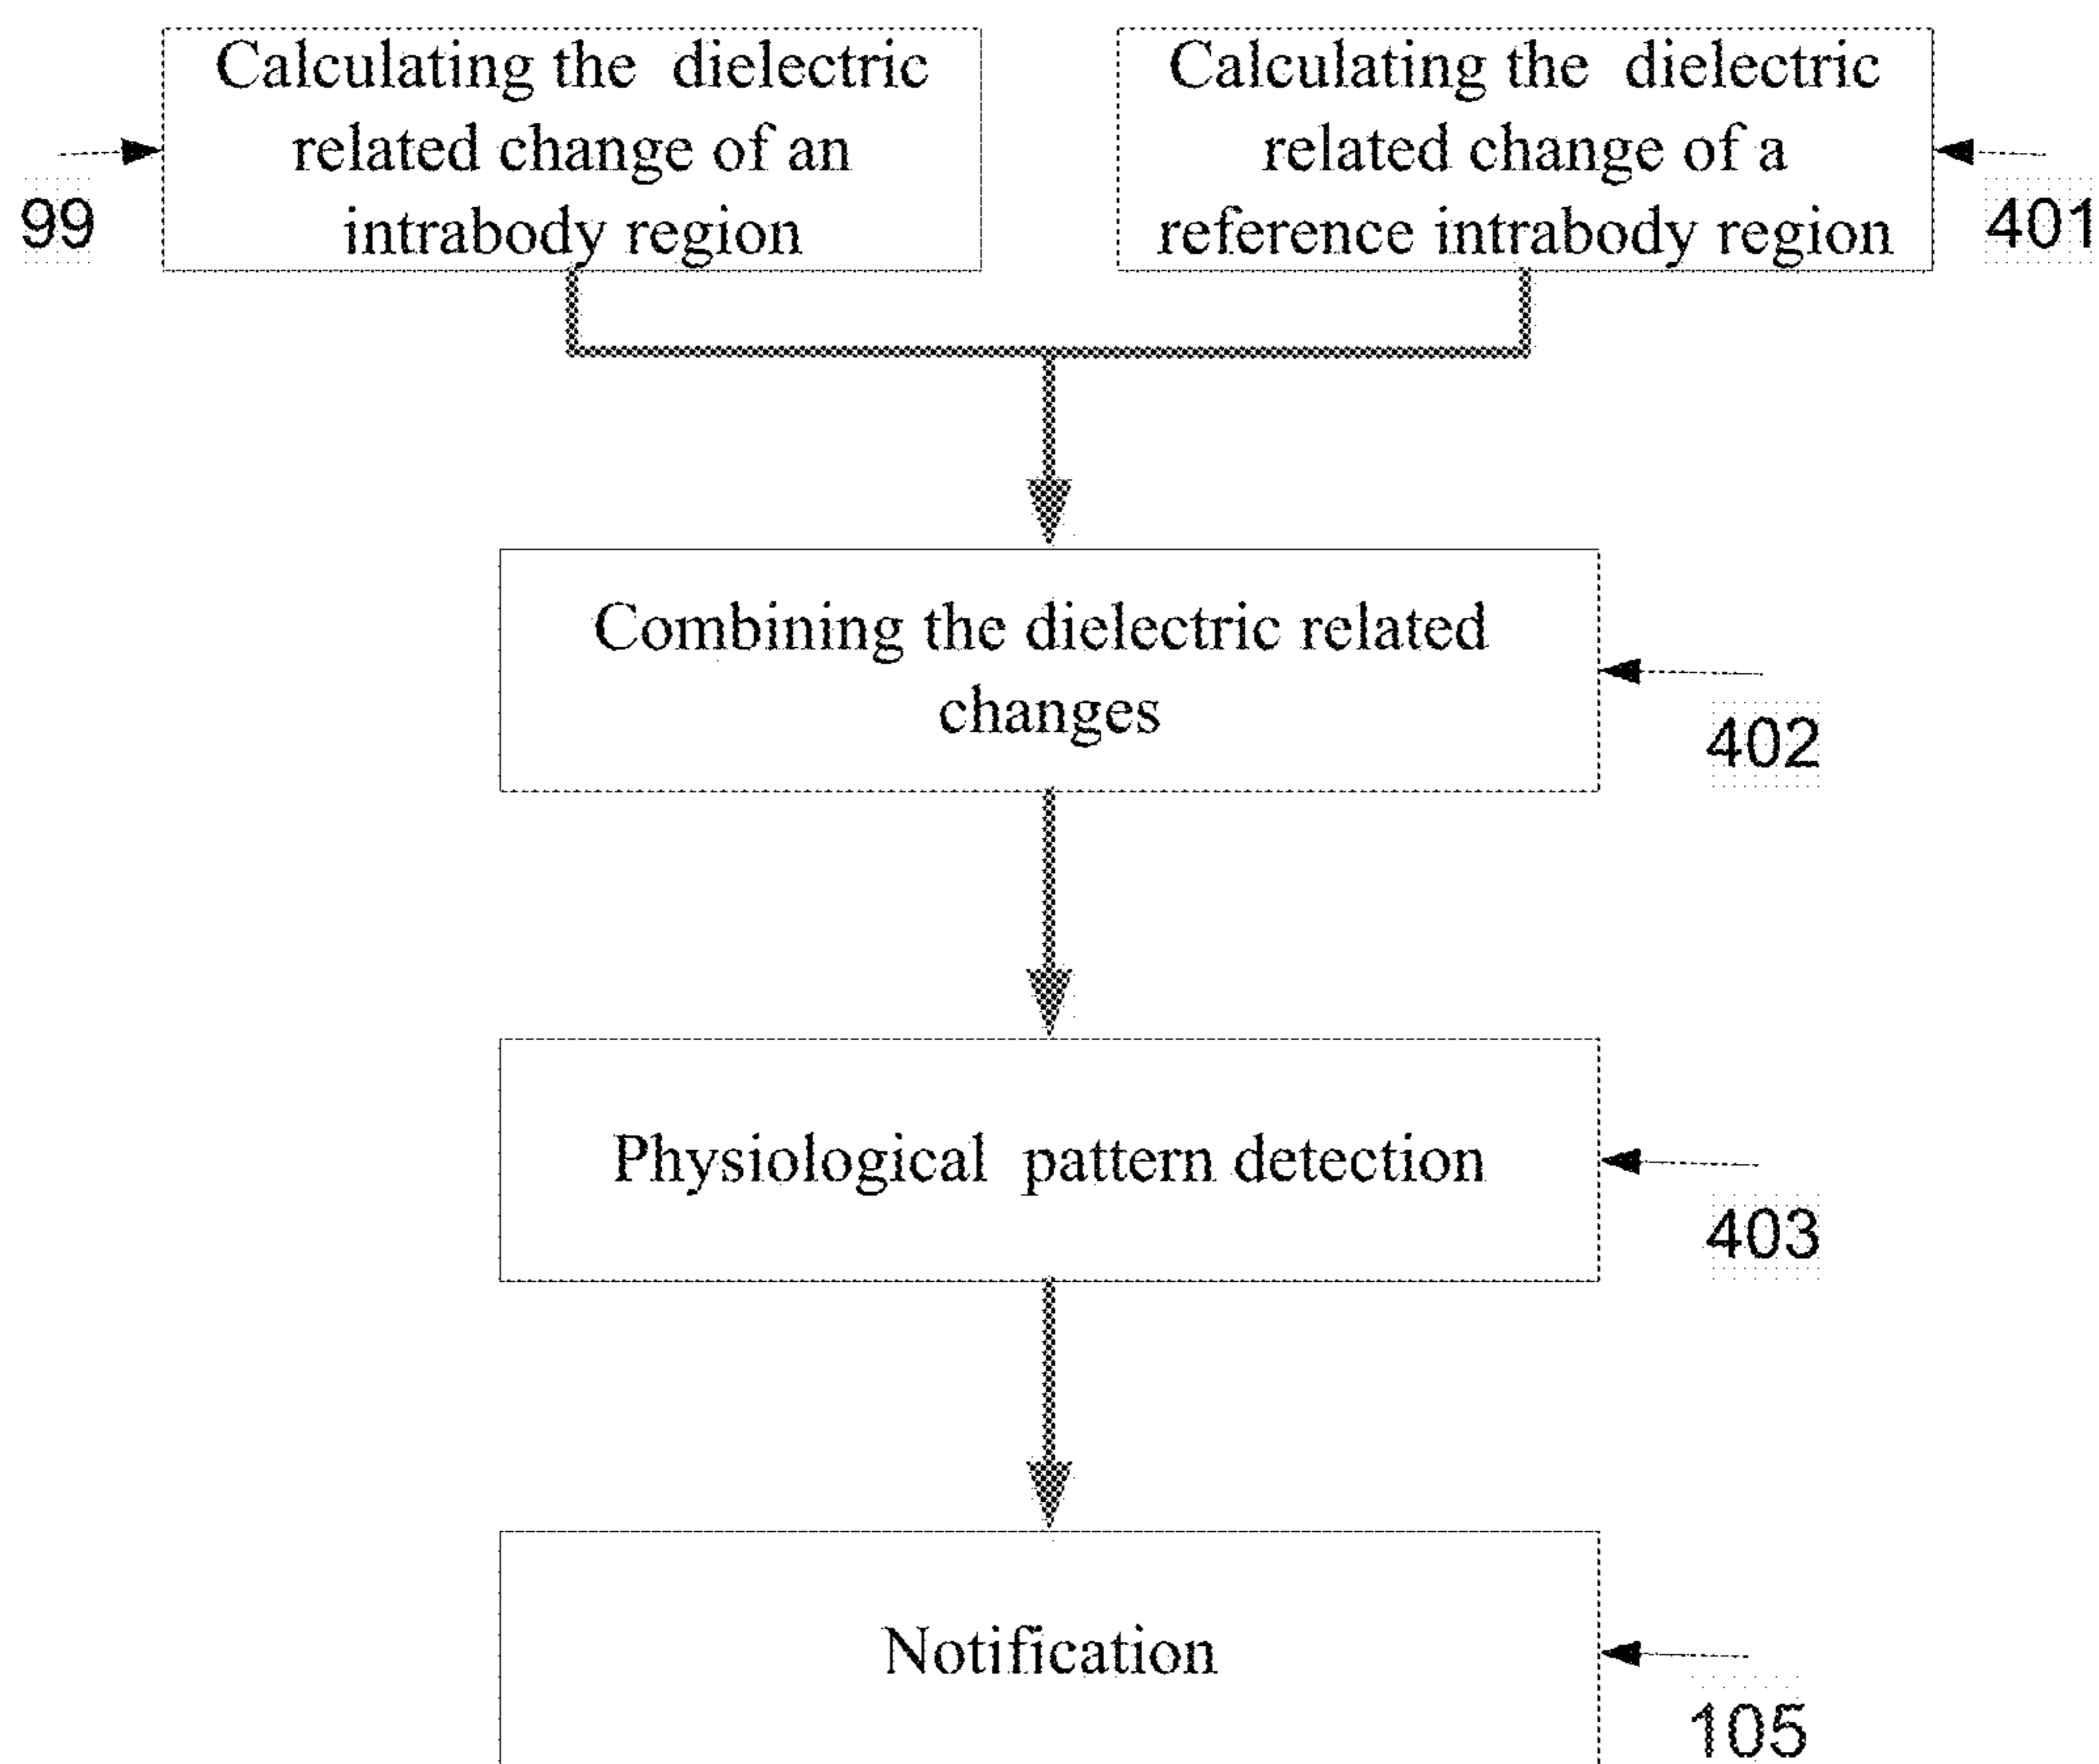 Calculating the dielectric
related change of an
intrabody region
99
Calculating the dielectric
related change of a
reference intrabody region
401
Combining the dielectric related
changes
402
Physiological pattern detection
403
Notification
105